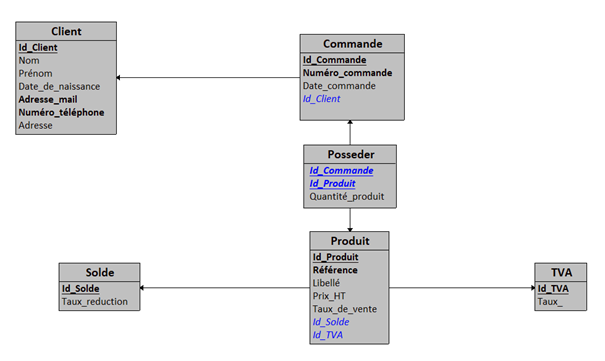 Client
Id_Client
Nom
Prénom
Date_de_naissance
Adresse_mail
Numéro_téléphone
Adresse
Commande
Id_Commande
Numéro_commande
Date_commande
Id_Client
Posseder
Id_Commande
Id_Produit
Quantité_produit
Produit
Id_Produit
Référence
Libellé
Prix_HT
Taux_de_vente
Id_Solde
Id_TVA
Solde
Id_Solde
Taux_reduction
TVA
Id_TVA
Taux_